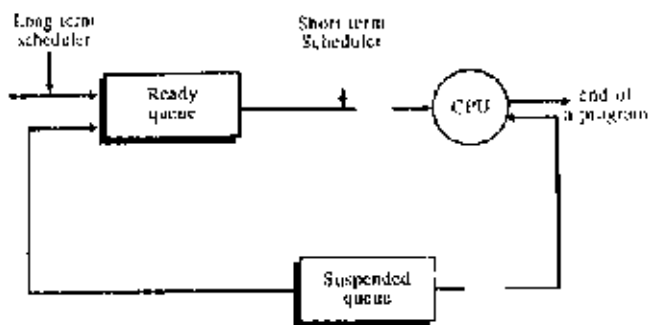 Long term
scheduler
Short term
Scheduler
Ready
queue
CPU
end of
a program
Suspended
queue